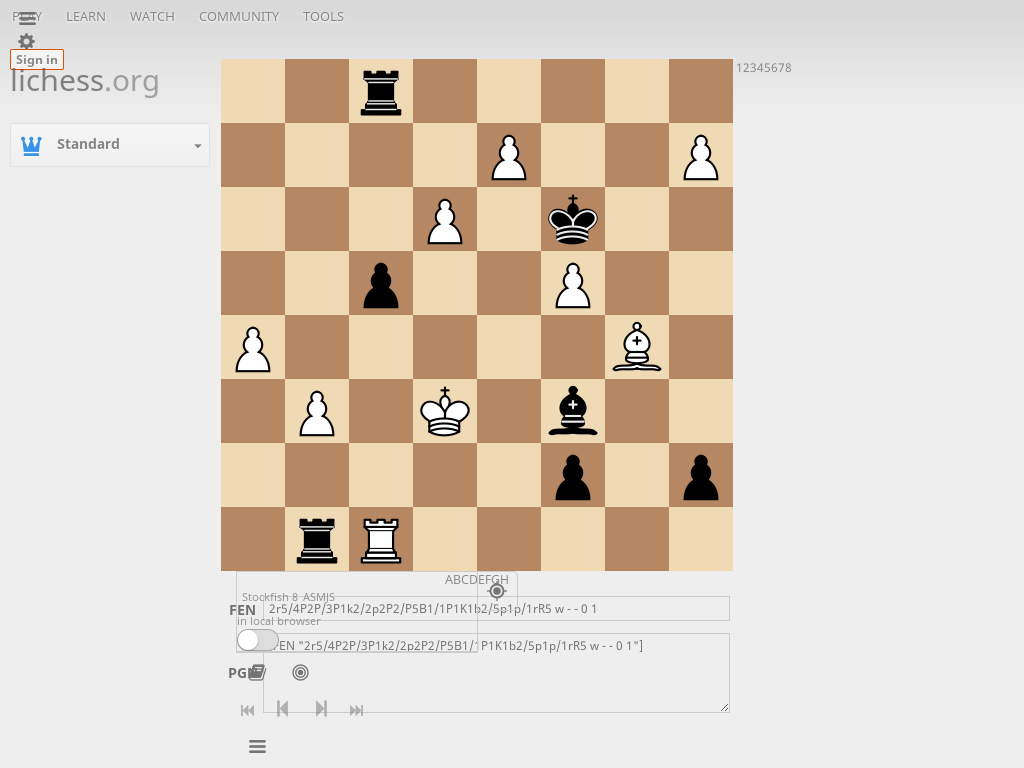 PLAY LEARN WATCH COMMUNITY TOOLS
Sign in
lichess.org
12345678
Standard
ABCDEFGH
Stockfish 8 ASMJS
FEN 2r5/4P2P/3P1k2/2p2P2/P5B1/1P1K1b2/5p1p/1rR5 w - - 0 1
in local browser
FEN "2r5/4P2P/3P1k2/2p2P2/P5B1/1P1K1b2/5p1p/1rR5 w - - 0 1"]